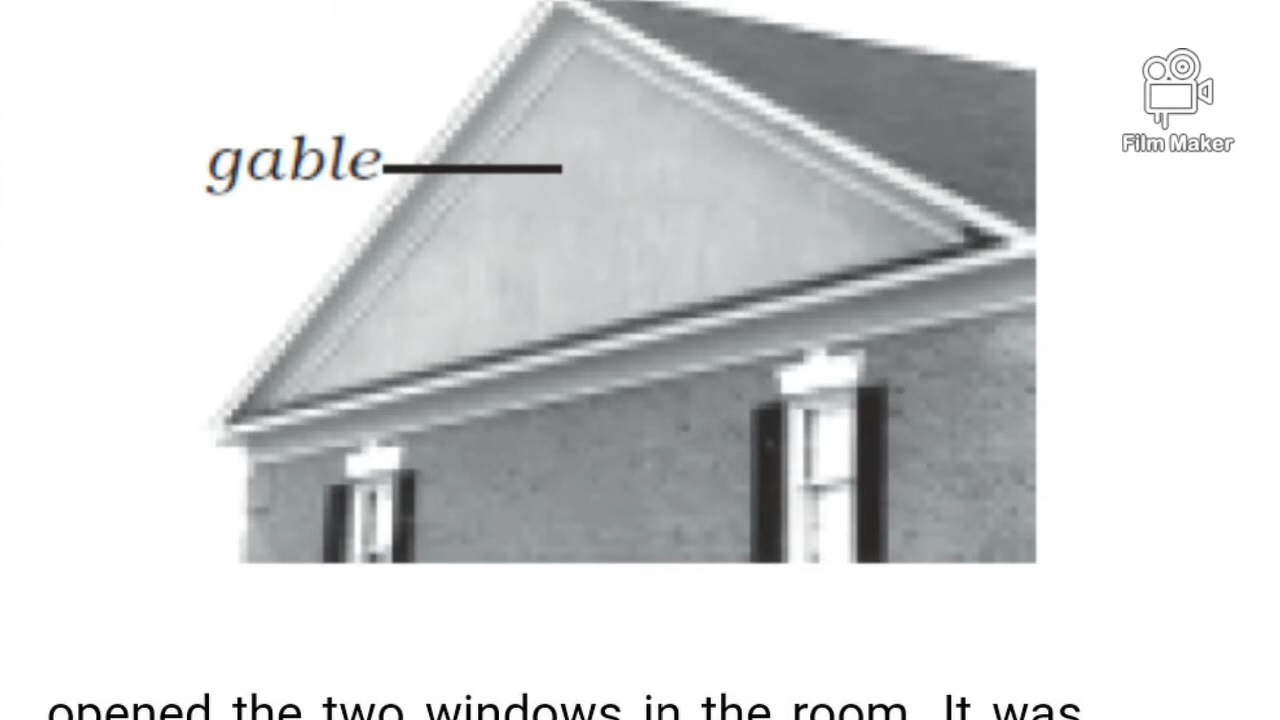 Film Maker
gable
opened the two windows in the room. It was